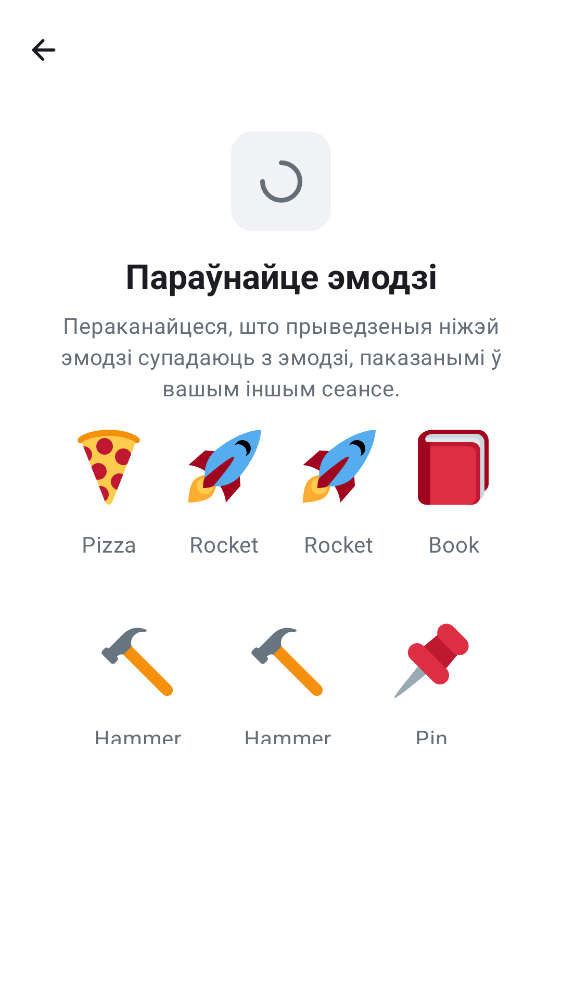 Параўнайце эмодзі
Пераканайцеся, што прыведзеныя ніжэй
эмодзі супадаюць з эмодзі, паказанымі ў
вашым іншым сеансе.
Pizza Rocket Rocket Book
Hammer Hammer Pin